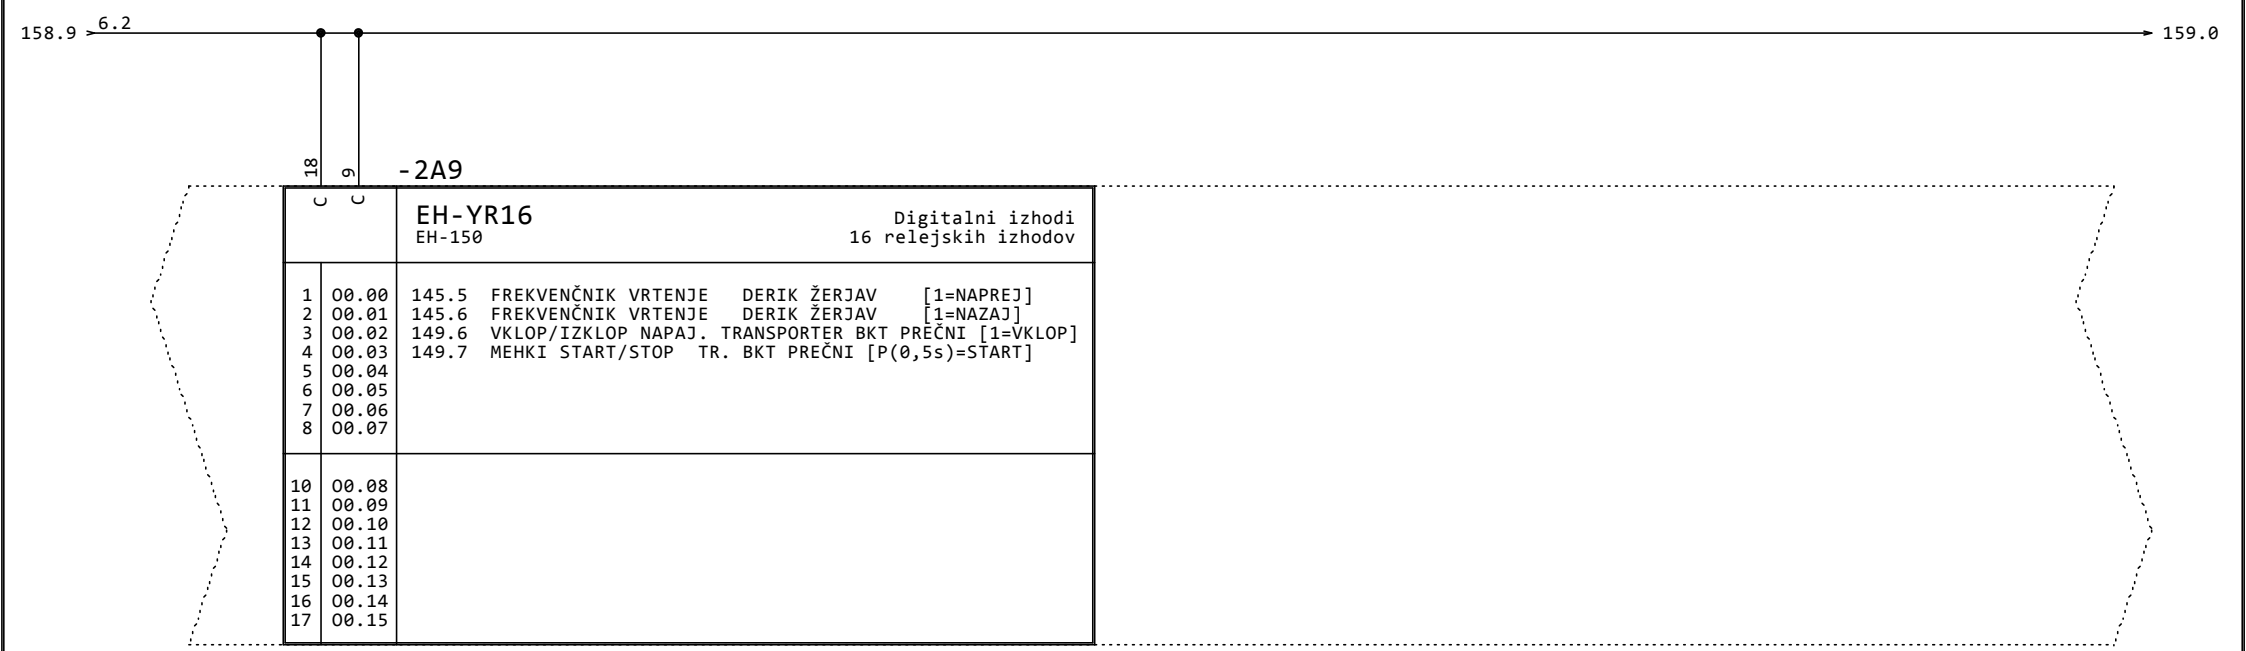 158.9 6.2 159.0
18 9 -2A9
C C
EH-YR16 Digitalni izhodi
EH-150 16 relejskih izhodov
1 O0.00 145.5 FREKVENČNIK VRTENJE DERIK ŽERJAV [1=NAPREJ]
2 O0.01 145.6 FREKVENČNIK VRTENJE DERIK ŽERJAV [1=NAZAJ]
3 O0.02 149.6 VKLOP/IZKLOP NAPAJ. TRANSPORTER BKT PREČNI [1=VKLOP]
4 O0.03 149.7 MEHKI START/STOP TR. BKT PREČNI [P(0,5s)=START]
5 O0.04
6 O0.05
7 O0.06
8 O0.07
10 O0.08
11 O0.09
12 O0.10
13 O0.11
14 O0.12
15 O0.13
16 O0.14
17 O0.15